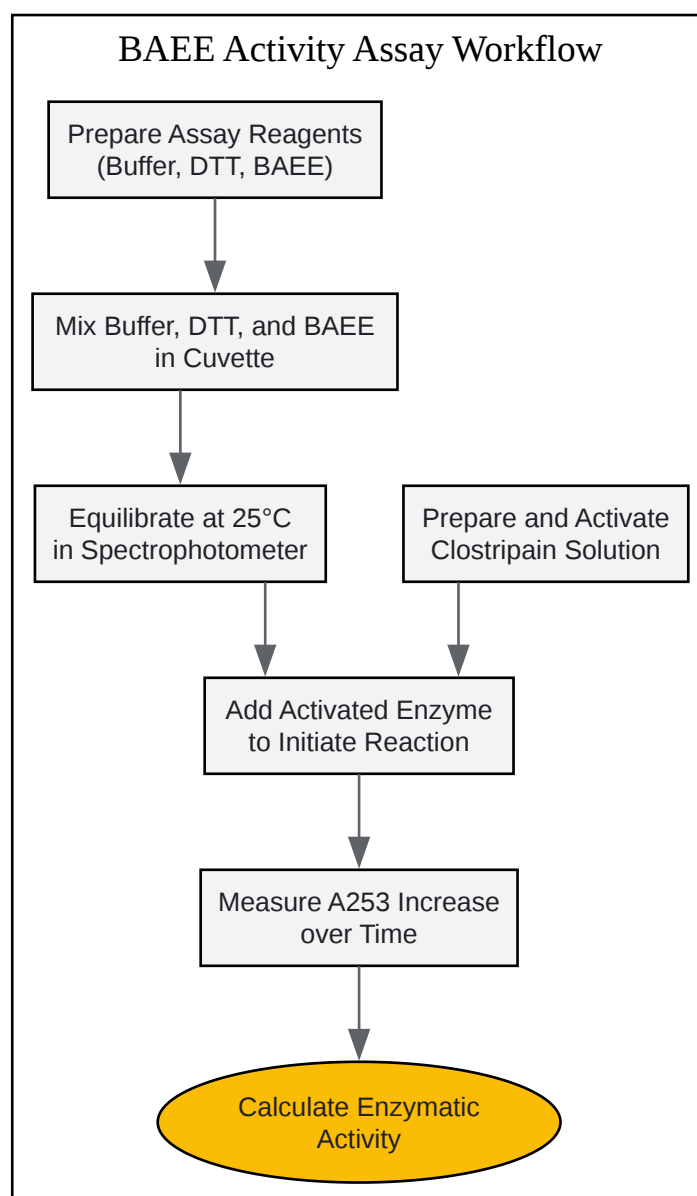 BAEE Activity Assay Workflow
Prepare Assay Reagents
(Buffer, DTT, BAEE)
Mix Buffer, DTT, and BAEE
in Cuvette
Equilibrate at 25°C
in Spectrophotometer
Prepare and Activate
Clostripain Solution
Add Activated Enzyme
to Initiate Reaction
Measure A253 Increase
over Time
Calculate Enzymatic
Activity